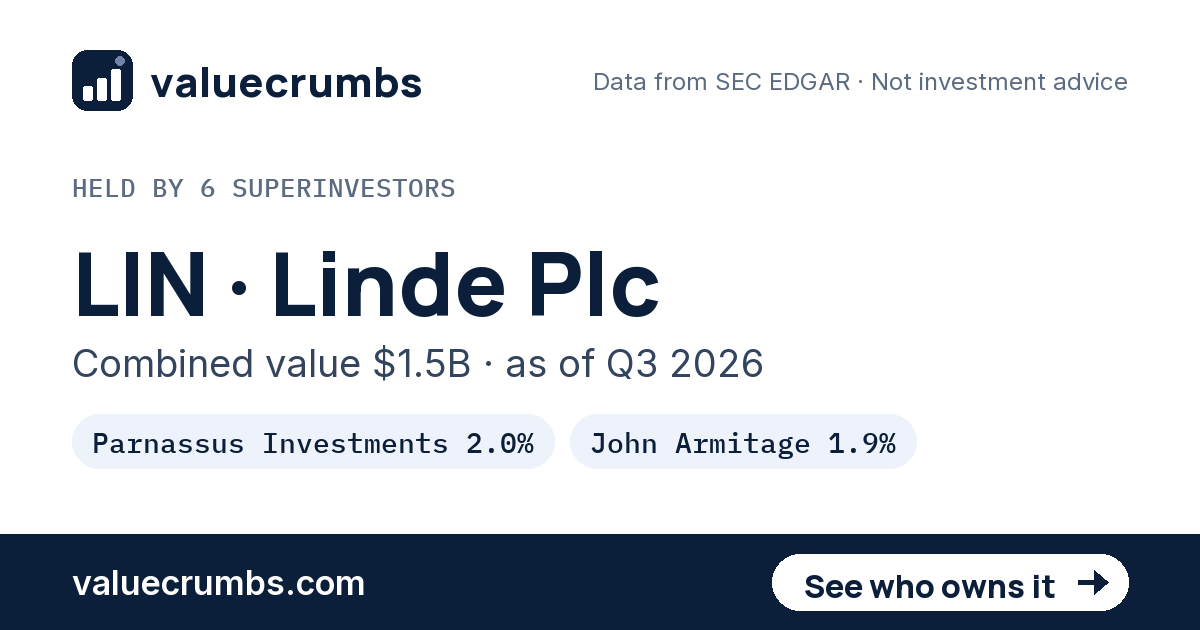 valuecrumbs
Data from SEC EDGAR · Not investment advice
HELD BY 6 SUPERINVESTORS
LIN · Linde Plc
Combined value $1.5B · as of Q3 2026
Parnassus Investments 2.0%
John Armitage 1.9%
valuecrumbs.com
See who owns it →